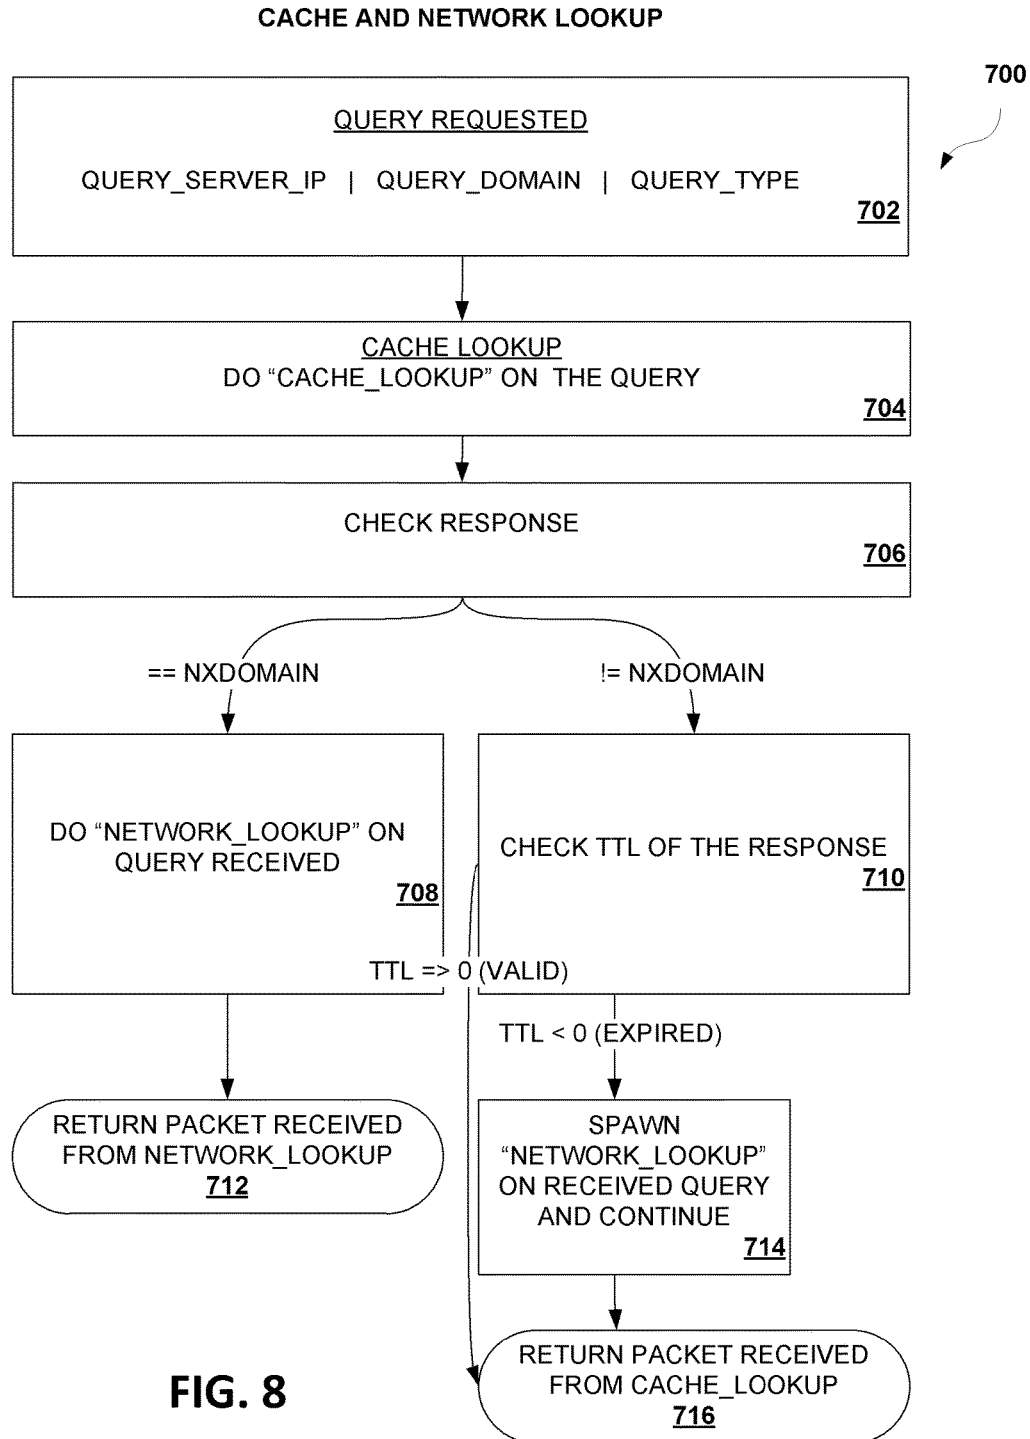 CACHE AND NETWORK LOOKUP
700
QUERY REQUESTED
QUERY_SERVER_IP | QUERY_DOMAIN | QUERY_TYPE
702
CACHE LOOKUP
DO “CACHE_LOOKUP” ON THE QUERY
704
CHECK RESPONSE
706
== NXDOMAIN
!= NXDOMAIN
DO “NETWORK_LOOKUP” ON
QUERY RECEIVED
708
CHECK TTL OF THE RESPONSE
710
TTL => 0 (VALID)
TTL < 0 (EXPIRED)
RETURN PACKET RECEIVED
FROM NETWORK_LOOKUP
712
SPAWN
“NETWORK_LOOKUP”
ON RECEIVED QUERY
AND CONTINUE
714
RETURN PACKET RECEIVED
FROM CACHE_LOOKUP
716
FIG. 8